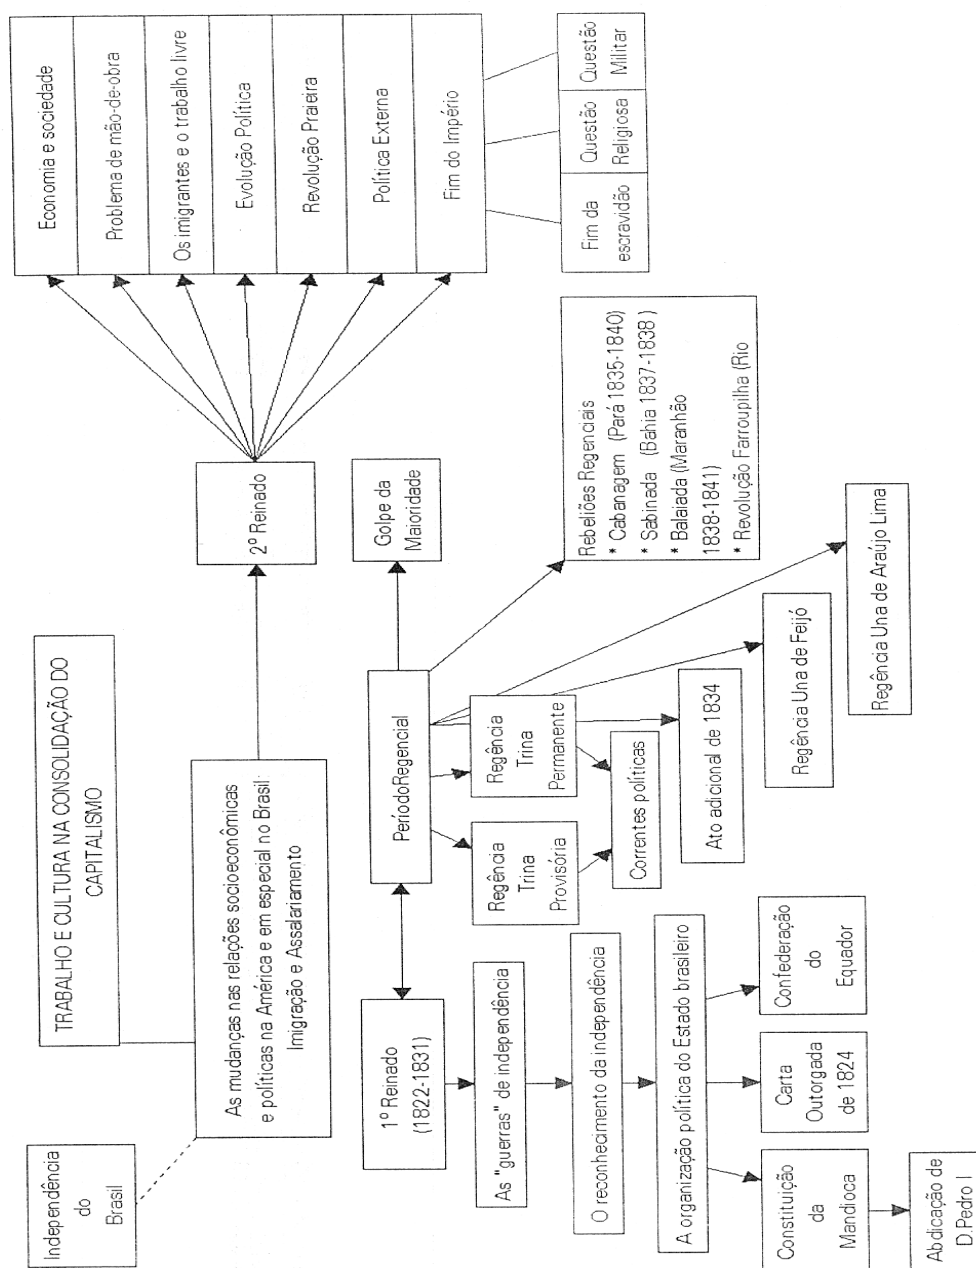 TRABALHO E CULTURA NA CONSOLIDAÇÃO DO
CAPITALISMO
Independência
do
Brasil
As mudanças nas relações socioeconômicas
e políticas na América e em especial no Brasil:
Imigração e Assalariamento
2º Reinado
Economia e sociedade
Problema de mão-de-obra
Os imigrantes e o trabalho livre
Evolução Política
Revolução Praieira
Política Externa
Fim do Império
Fim da
escravidão
Questão
Religiosa
Questão
Militar
1º Reinado
(1822-1831)
PeríodoRegencial
Golpe da
Maioridade
As "guerras" de independência
O reconhecimento da independência
A organização política do Estado brasileiro
Constituição
da
Mandioca
Carta
Outorgada
de 1824
Confederação
do
Equador
Abdicação de
D.Pedro I
Regência
Trina
Provisória
Regência
Trina
Permanente
Correntes políticas
Ato adicional de 1834
Regência Una de Feijó
Regência Una de Araújo Lima
Rebeliões Regenciais
* Cabanagem (Pará 1835-1840)
* Sabinada (Bahia 1837-1838 )
* Balaiada (Maranhão
1838-1841)
* Revolução Farroupilha (Rio